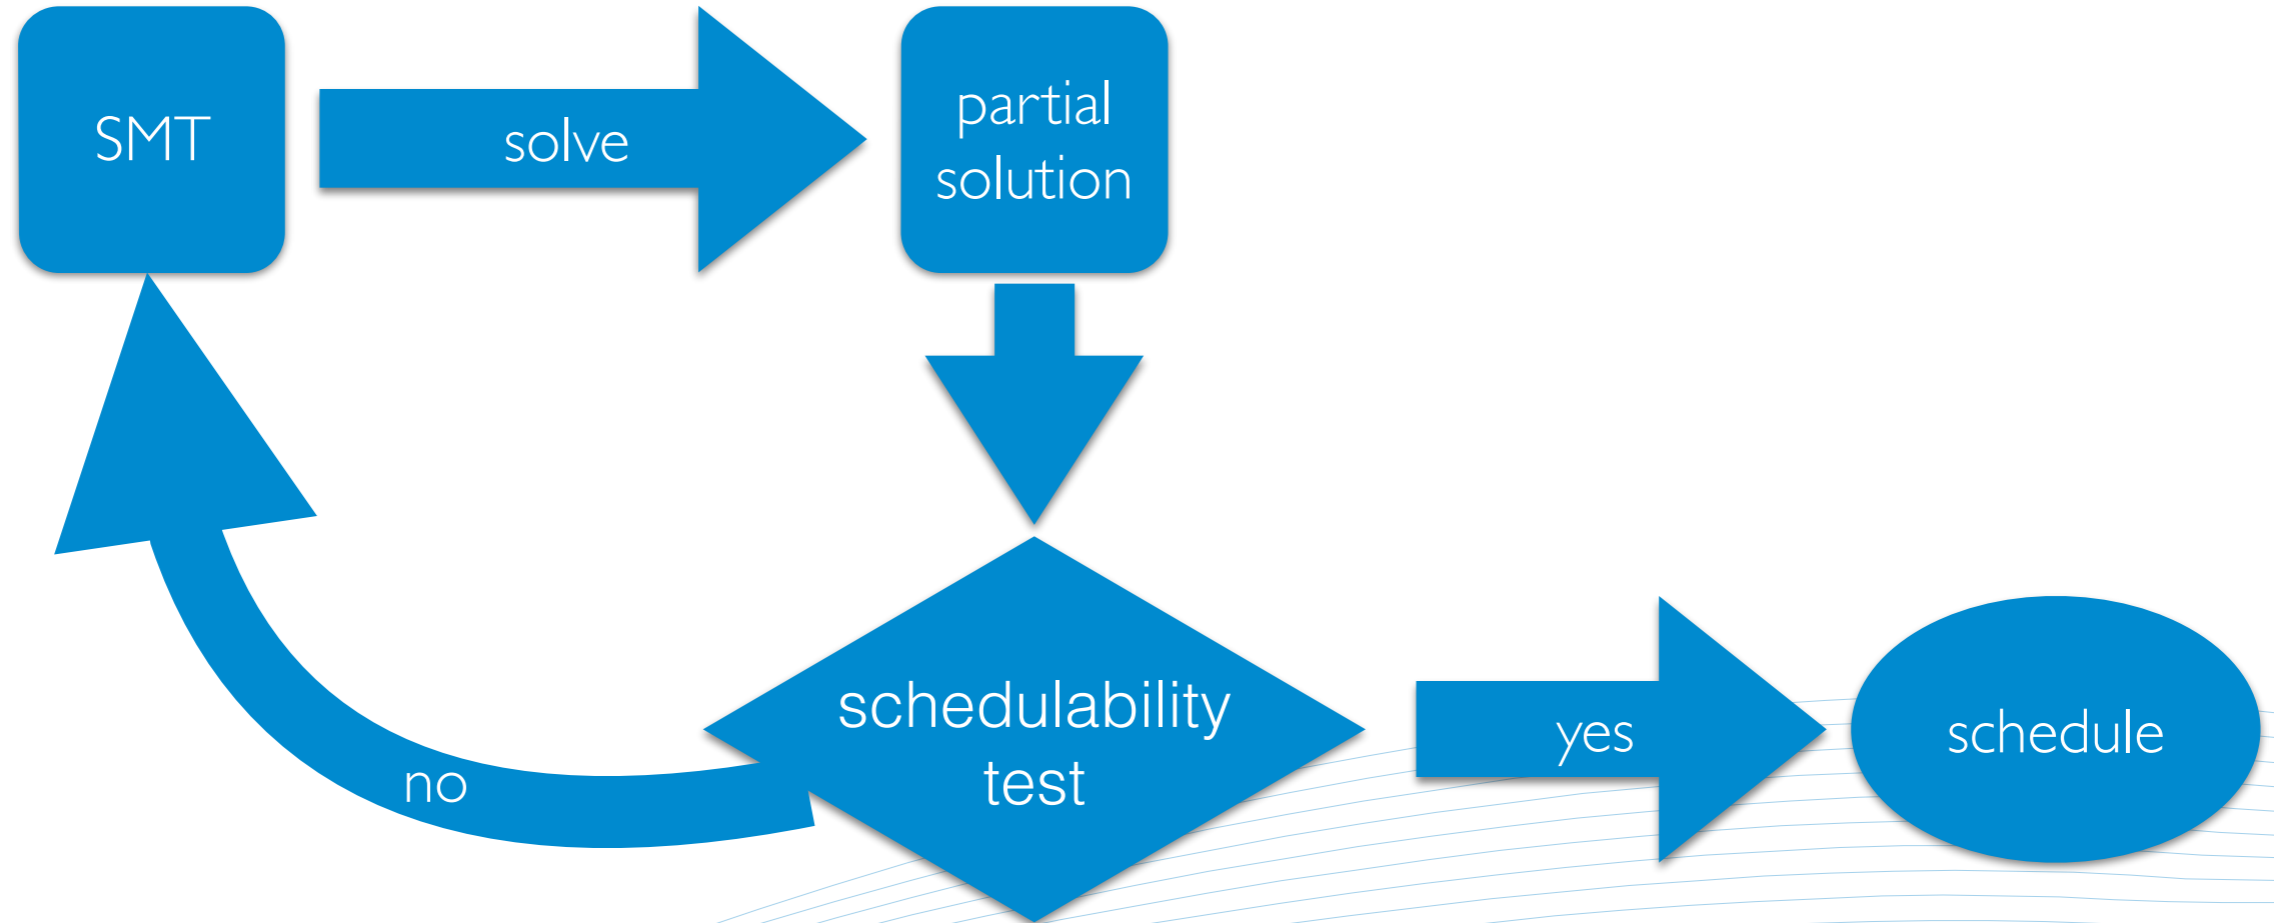 SMT
solve
partial
solution
schedulability
test
yes
schedule
no